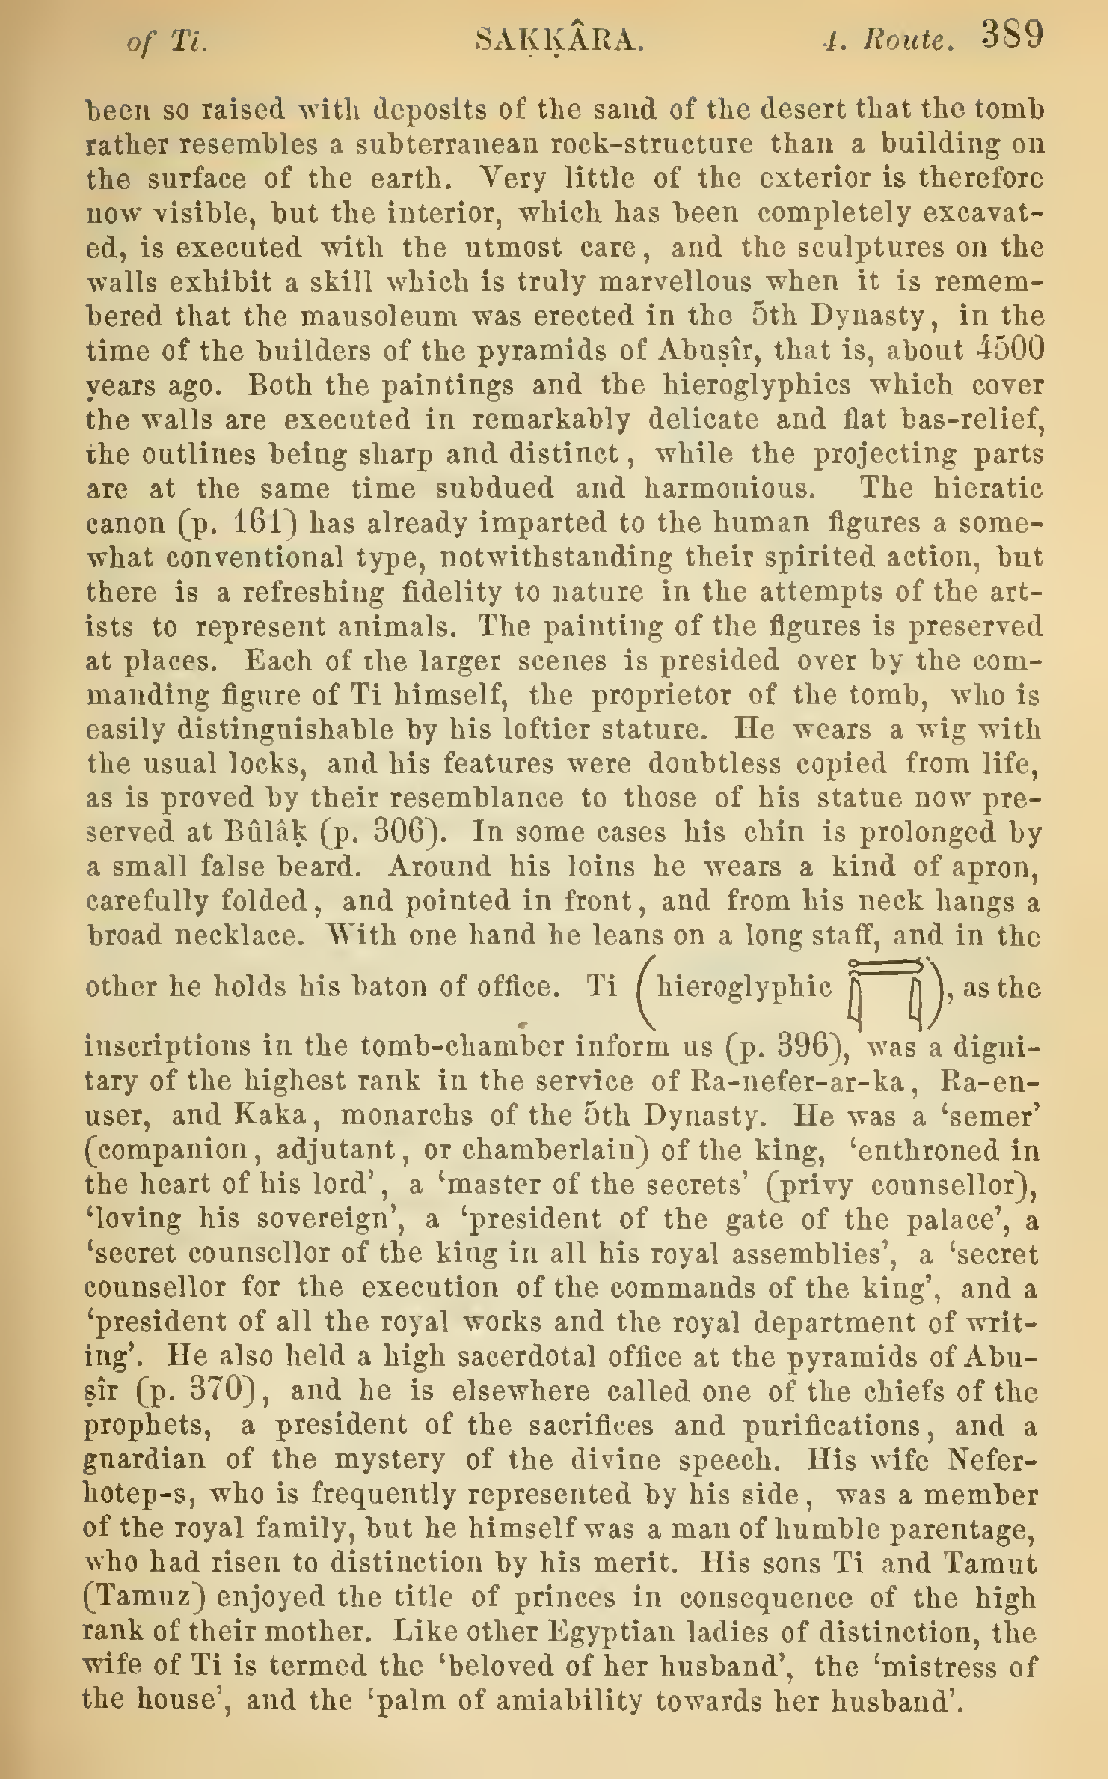 of Ti. SAḲḲÂRA. 4. Route. 389
been so raised with deposits of the sand of the desert that the tomb
rather resembles a subterranean rock-structure than a building on
the surface of the earth. Very little of the exterior is therefore
now visible, but the interior, which has been completely excavat-
ed, is executed with the utmost care, and the sculptures on the
walls exhibit a skill which is truly marvellous when it is remem-
bered that the mausoleum was erected in the 5th Dynasty, in the
time of the builders of the pyramids of Abuṣîr, that is, about 4500
years ago. Both the paintings and the hieroglyphics which cover
the walls are executed in remarkably delicate and flat bas-relief,
the outlines being sharp and distinct, while the projecting parts
are at the same time subdued and harmonious. The hieratic
canon (p. 161) has already imparted to the human figures a some-
what conventional type, notwithstanding their spirited action, but
there is a refreshing fidelity to nature in the attempts of the art-
ists to represent animals. The painting of the figures is preserved
at places. Each of the larger scenes is presided over by the com-
manding figure of Ti himself, the proprietor of the tomb, who is
easily distinguishable by his loftier stature. He wears a wig with
the usual locks, and his features were doubtless copied from life,
as is proved by their resemblance to those of his statue now pre-
served at Bûlâḳ (p. 306). In some cases his chin is prolonged by
a small false beard. Around his loins he wears a kind of apron,
carefully folded, and pointed in front, and from his neck hangs a
broad necklace. With one hand he leans on a long staff, and in the
other he holds his baton of office. Ti (hieroglyphic ), as the
inscriptions in the tomb-chamber inform us (p. 396), was a digni-
tary of the highest rank in the service of Ra-nefer-ar-ka, Ra-en-
user, and Kaka, monarchs of the 5th Dynasty. He was a ‘semer’
(companion, adjutant, or chamberlain) of the king, ‘enthroned in
the heart of his lord’, a ‘master of the secrets’ (privy counsellor),
‘loving his sovereign’, a ‘president of the gate of the palace’, a
‘secret counsellor of the king in all his royal assemblies’, a ‘secret
counsellor for the execution of the commands of the king’, and a
‘president of all the royal works and the royal department of writ-
ing’. He also held a high sacerdotal office at the pyramids of Abu-
ṣîr (p. 370), and he is elsewhere called one of the chiefs of the
prophets, a president of the sacrifices and purifications, and a
guardian of the mystery of the divine speech. His wife Nefer-
hotep-s, who is frequently represented by his side, was a member
of the royal family, but he himself was a man of humble parentage,
who had risen to distinction by his merit. His sons Ti and Tamut
(Tamuz) enjoyed the title of princes in consequence of the high
rank of their mother. Like other Egyptian ladies of distinction, the
wife of Ti is termed the ‘beloved of her husband’, the ‘mistress of
the house’, and the ‘palm of amiability towards her husband’.